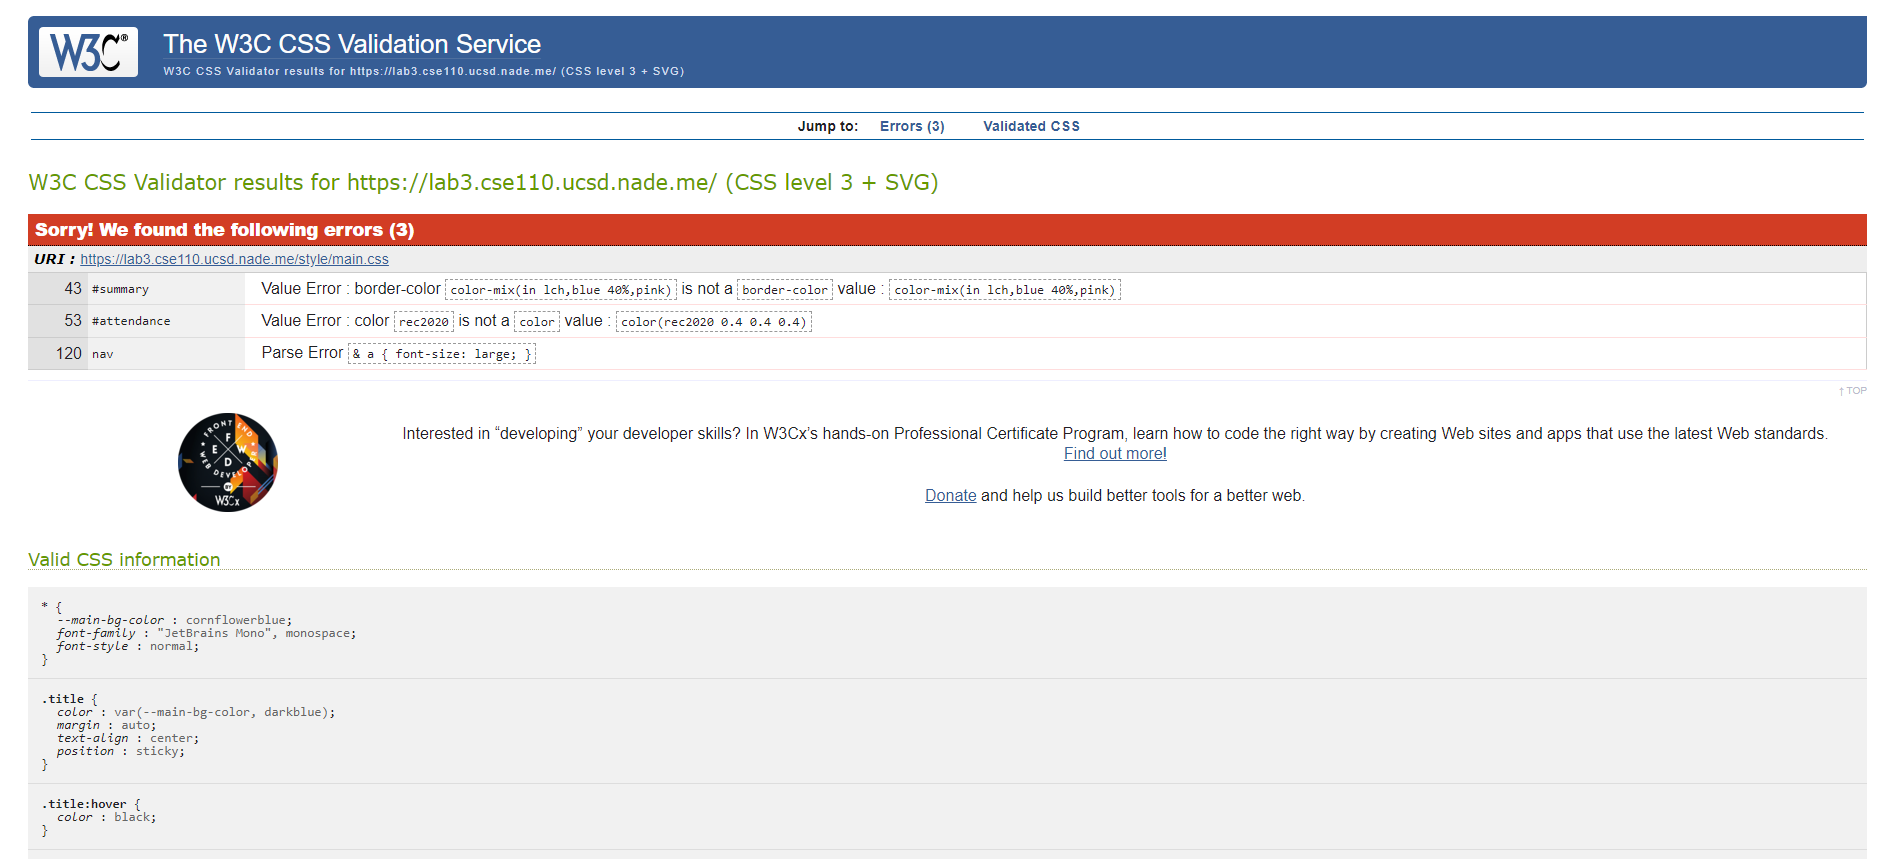 W3C®
The W3C CSS Validation Service
W3C CSS Validator results for https://lab3.cse110.ucsd.nade.me/ (CSS level 3 + SVG)
Jump to: Errors (3) Validated CSS
W3C CSS Validator results for https://lab3.cse110.ucsd.nade.me/ (CSS level 3 + SVG)
Sorry! We found the following errors (3)
URI : https://lab3.cse110.ucsd.nade.me/style/main.css
43 #summary Value Error : border-color color-mix(in lch,blue 40%,pink) is not a border-color value : color-mix(in lch,blue 40%,pink)
53 #attendance Value Error : color rec2020 is not a color value : color(rec2020 0.4 0.4 0.4)
120 nav Parse Error & a { font-size: large; }
↑ TOP
FRONT END
F
E W
D
WEB DEVELOPER
BY
W3Cx
Interested in “developing” your developer skills? In W3Cx’s hands-on Professional Certificate Program, learn how to code the right way by creating Web sites and apps that use the latest Web standards.
Find out more!
Donate and help us build better tools for a better web.
Valid CSS information
* {
--main-bg-color : cornflowerblue;
font-family : "JetBrains Mono", monospace;
font-style : normal;
}
.title {
color : var(--main-bg-color, darkblue);
margin : auto;
text-align : center;
position : sticky;
}
.title:hover {
color : black;
}